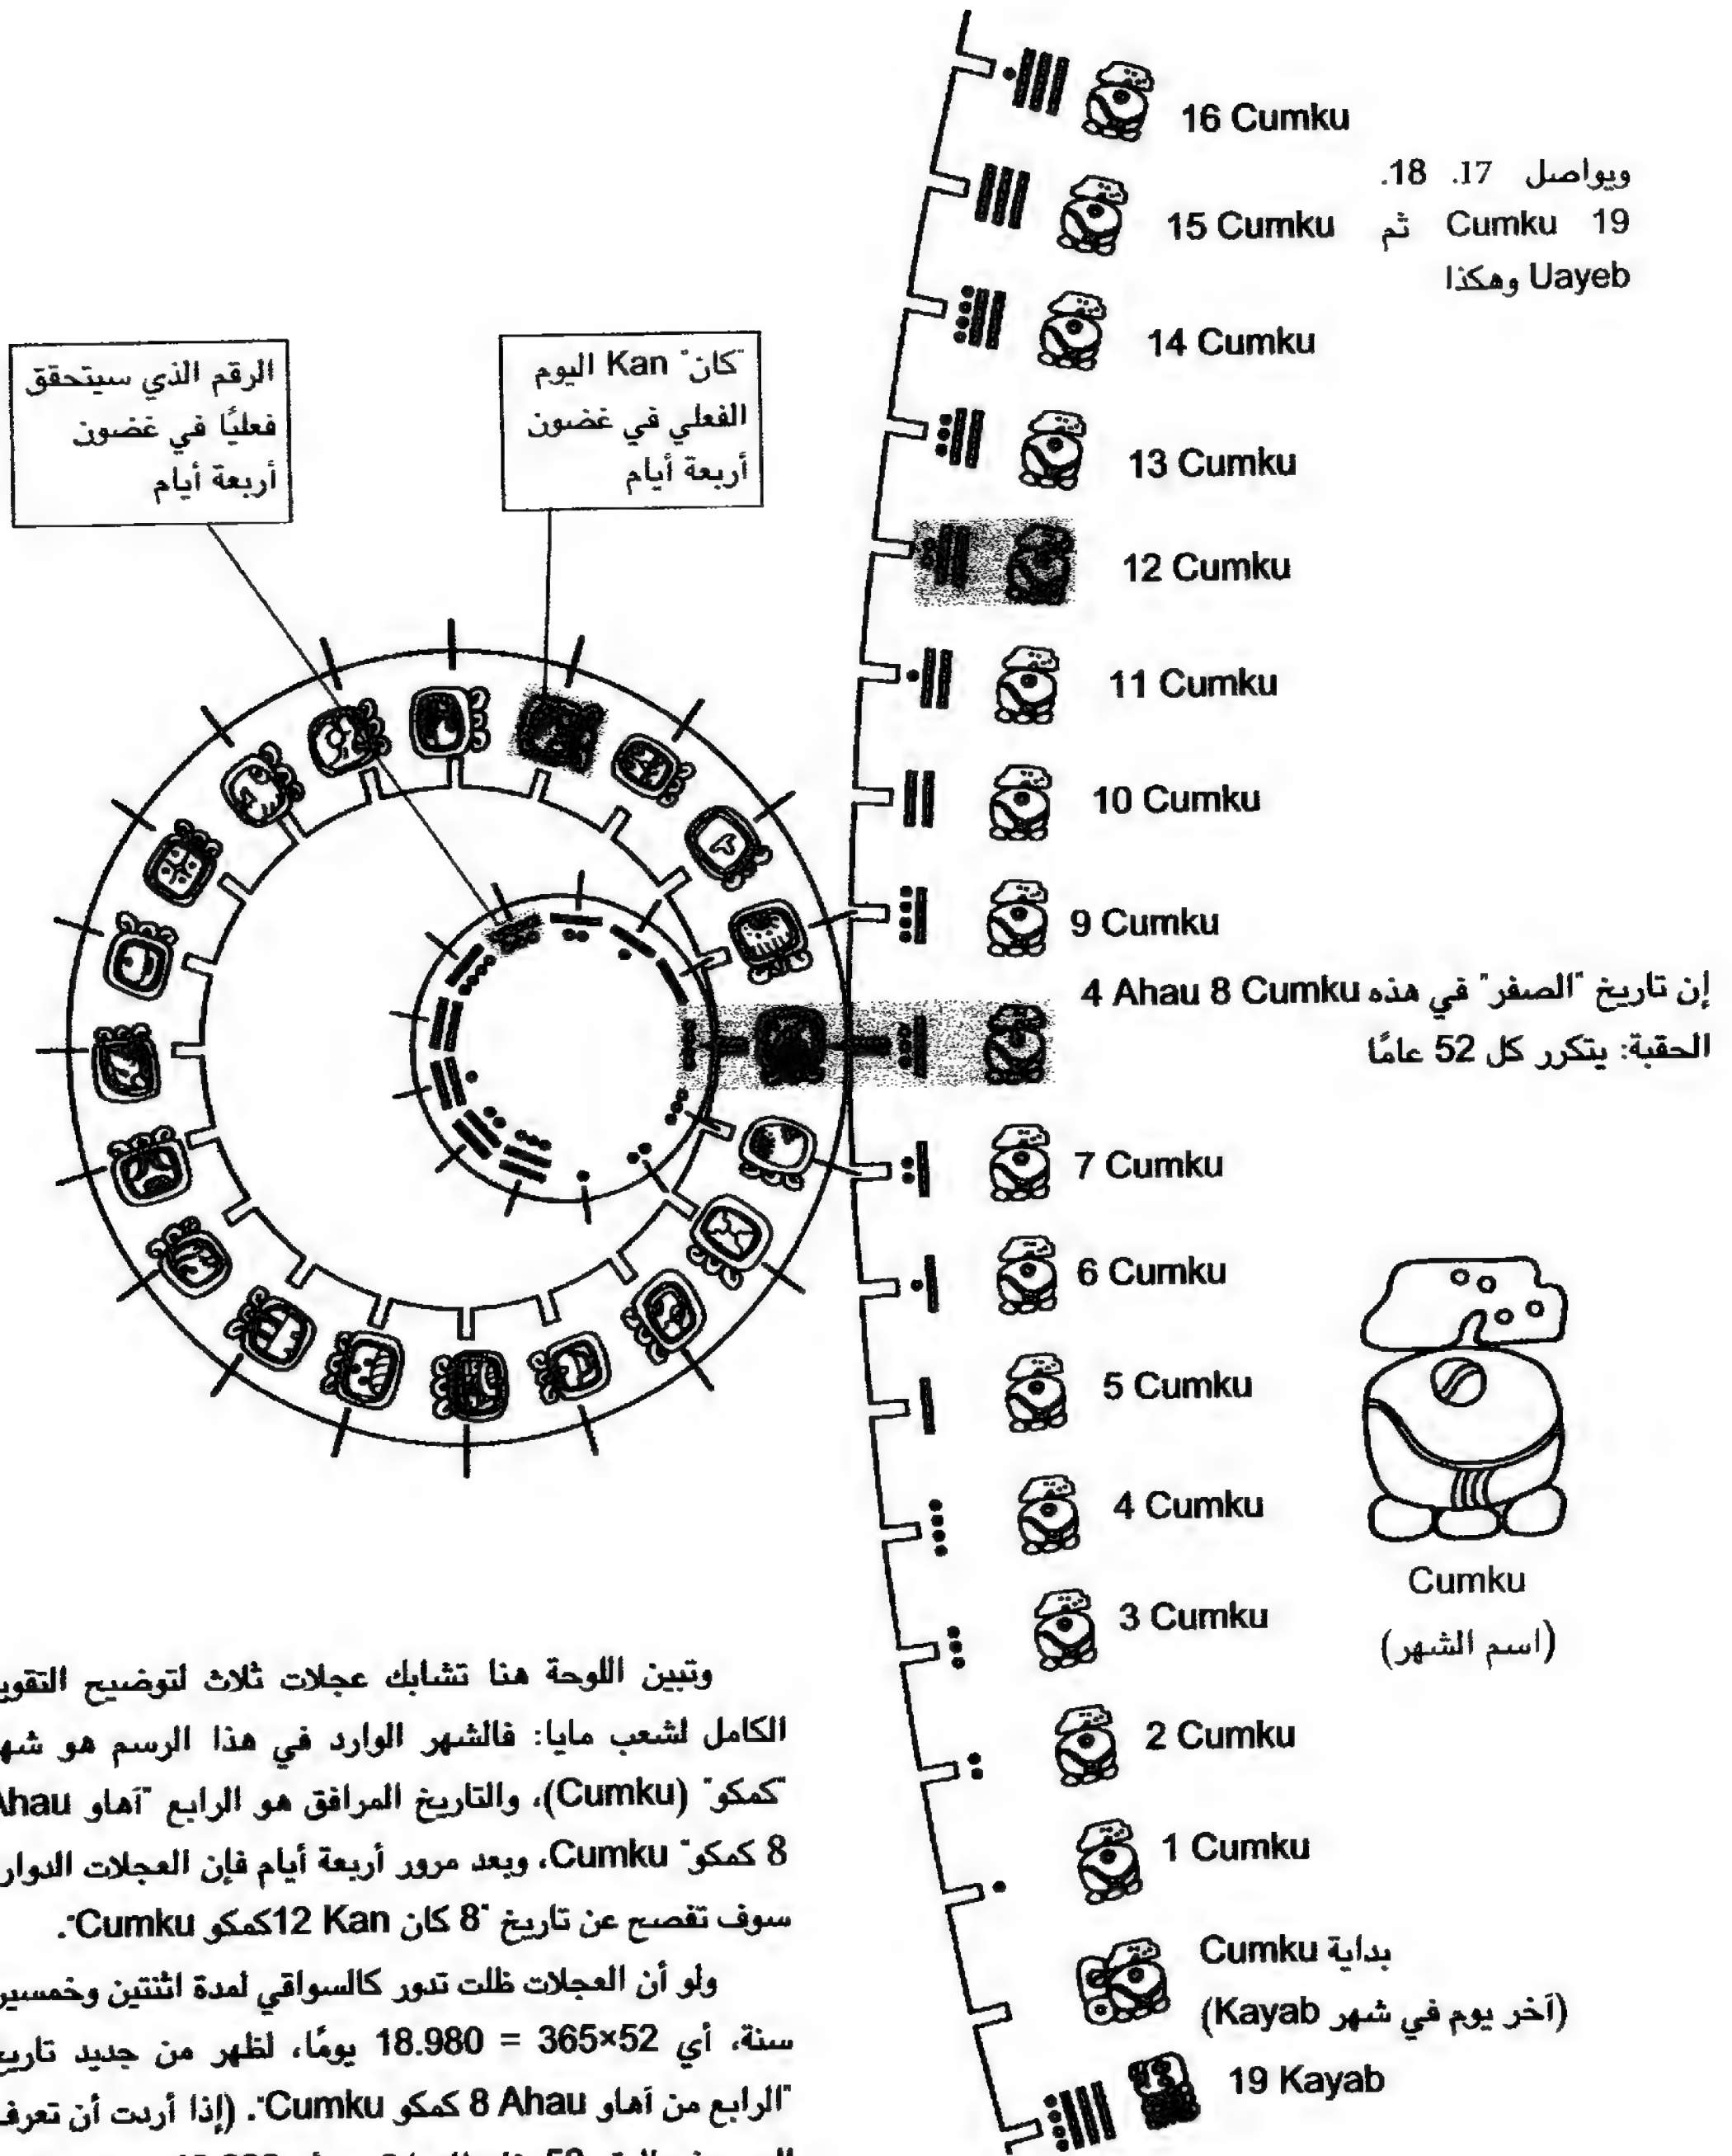 16 Cumku
ويواصل 17. 18.
19 Cumku ثم
Uayeb وهكذا
15 Cumku
14 Cumku
13 Cumku
12 Cumku
11 Cumku
10 Cumku
9 Cumku
"كان" Kan اليوم
الفعلي في غضون
أربعة أيام
الرقم الذي سيتحقق
فعليًا في غضون
أربعة أيام
4 Ahau 8 Cumku إن تاريخ "الصفر" في هذه
الحقبة: يتكرر كل 52 عامًا
7 Cumku
6 Cumku
5 Cumku
4 Cumku
3 Cumku
2 Cumku
1 Cumku
بداية Cumku
(آخر يوم في شهر Kayab)
19 Kayab
Cumku
(اسم الشهر)
وتبين اللوحة هنا تشابك عجلات ثلاث لتوضيح التقوي
الكامل لشعب مايا: فالشهر الوارد في هذا الرسم هو شه
"كمكو" (Cumku)، والتاريخ المرافق هو الرابع "آهاو Ahau
8 كمكو" Cumku، وبعد مرور أربعة أيام فإن العجلات الدوار
سوف تفصح عن تاريخ "8 كان Kan 12كمكو Cumku".
ولو أن العجلات ظلت تدور كالسواقي لمدة اثنتين وخمسين
سنة، أي 52×365 = 18.980 يومًا، لظهر من جديد تاريخ
"الرابع من آهاو Ahau 8 كمكو Cumku". (إذا أردت أن تعرف